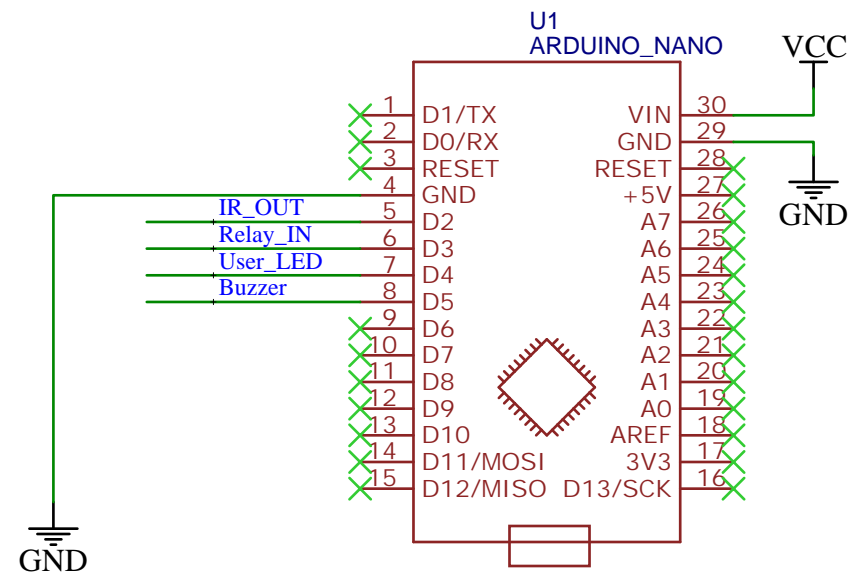 U1
ARDUINO_NANO
VCC
1 D1/TX VIN 30
2 D0/RX GND 29
3 RESET RESET 28
4 GND +5V 27
IR_OUT 5 D2 A7 26
Relay_IN 6 D3 A6 25
User_LED 7 D4 A5 24
Buzzer 8 D5 A4 23
9 D6 A3 22
10 D7 A2 21
11 D8 A1 20
12 D9 A0 19
13 D10 AREF 18
14 D11/MOSI 3V3 17
15 D12/MISO D13/SCK 16
GND
GND